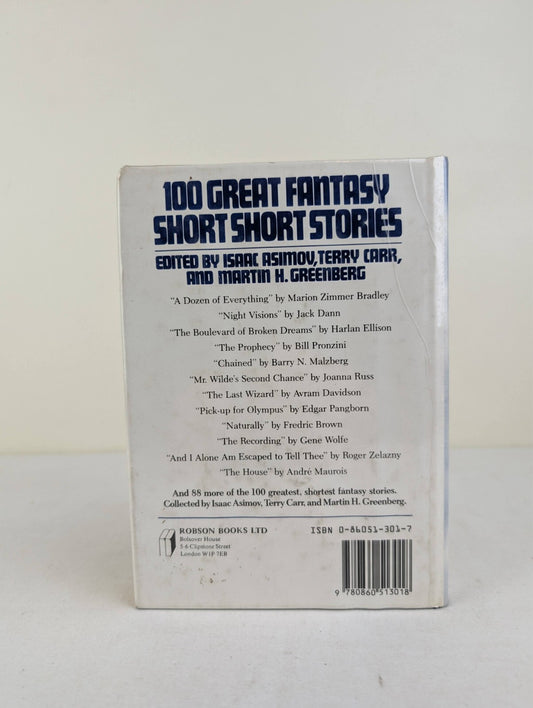 100 GREAT FANTASY
SHORT SHORT STORIES
EDITED BY ISAAC ASIMOV, TERRY CARR,
AND MARTIN H. GREENBERG
“A Dozen of Everything” by Marion Zimmer Bradley
“Night Visions” by Jack Dann
“The Boulevard of Broken Dreams” by Harlan Ellison
“The Prophecy” by Bill Pronzini
“Chained” by Barry N. Malzberg
“Mr. Wilde’s Second Chance” by Joanna Russ
“The Last Wizard” by Avram Davidson
“Pick-up for Olympus” by Edgar Pangborn
“Naturally” by Fredric Brown
“The Recording” by Gene Wolfe
“And I Alone Am Escaped to Tell Thee” by Roger Zelazny
“The House” by André Maurois
And 88 more of the 100 greatest, shortest fantasy stories.
Collected by Isaac Asimov, Terry Carr, and Martin H. Greenberg.
ROBSON BOOKS LTD
Bolsover House
5-6 Clipstone Street
London W1P 7EB
ISBN 0-86051-301-7
9 780860 513018